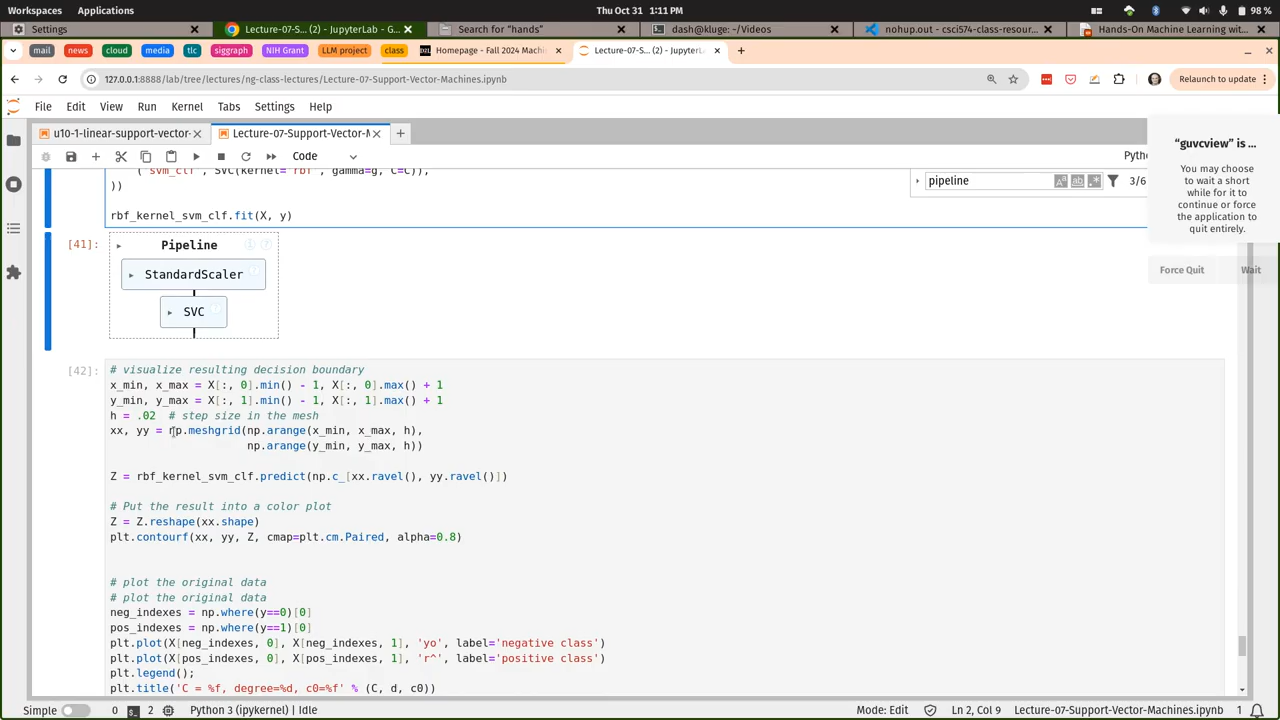 Workspaces Applications Thu Oct 31 1:11 PM 98 %
Settings Lecture-07-S... (2) - JupyterLab - G... Search for “hands” dash@kluge: ~/Videos nohup.out - csci574-class-resour... Hands-On Machine Learning wit...
mail news cloud media tlc siggraph NIH Grant LLM project class Homepage - Fall 2024 Machin... Lecture-07-S... (2) - JupyterL...
127.0.0.1:8888/lab/tree/lectures/ng-class-lectures/Lecture-07-Support-Vector-Machines.ipynb Relaunch to update
File Edit View Run Kernel Tabs Settings Help
u10-1-linear-support-vector- Lecture-07-Support-Vector-M
Code Pytho
“guvcview” is ...
You may choose
to wait a short
while for it to
continue or force
the application to
quit entirely.
Force Quit Wait
pipeline 3/6
("svm_clf", SVC(kernel="rbf", gamma=g, C=C)),
))
rbf_kernel_svm_clf.fit(X, y)
[41]:
Pipeline
StandardScaler
SVC
[42]:
# visualize resulting decision boundary
x_min, x_max = X[:, 0].min() - 1, X[:, 0].max() + 1
y_min, y_max = X[:, 1].min() - 1, X[:, 1].max() + 1
h = .02  # step size in the mesh
xx, yy = np.meshgrid(np.arange(x_min, x_max, h),
np.arange(y_min, y_max, h))
Z = rbf_kernel_svm_clf.predict(np.c_[xx.ravel(), yy.ravel()])
# Put the result into a color plot
Z = Z.reshape(xx.shape)
plt.contourf(xx, yy, Z, cmap=plt.cm.Paired, alpha=0.8)
# plot the original data
# plot the original data
neg_indexes = np.where(y==0)[0]
pos_indexes = np.where(y==1)[0]
plt.plot(X[neg_indexes, 0], X[neg_indexes, 1], 'yo', label='negative class')
plt.plot(X[pos_indexes, 0], X[pos_indexes, 1], 'r^', label='positive class')
plt.legend();
plt.title('C = %f, degree=%d, c0=%f' % (C, d, c0))
Simple 0 2 Python 3 (ipykernel) | Idle Mode: Edit Ln 2, Col 9 Lecture-07-Support-Vector-Machines.ipynb 1